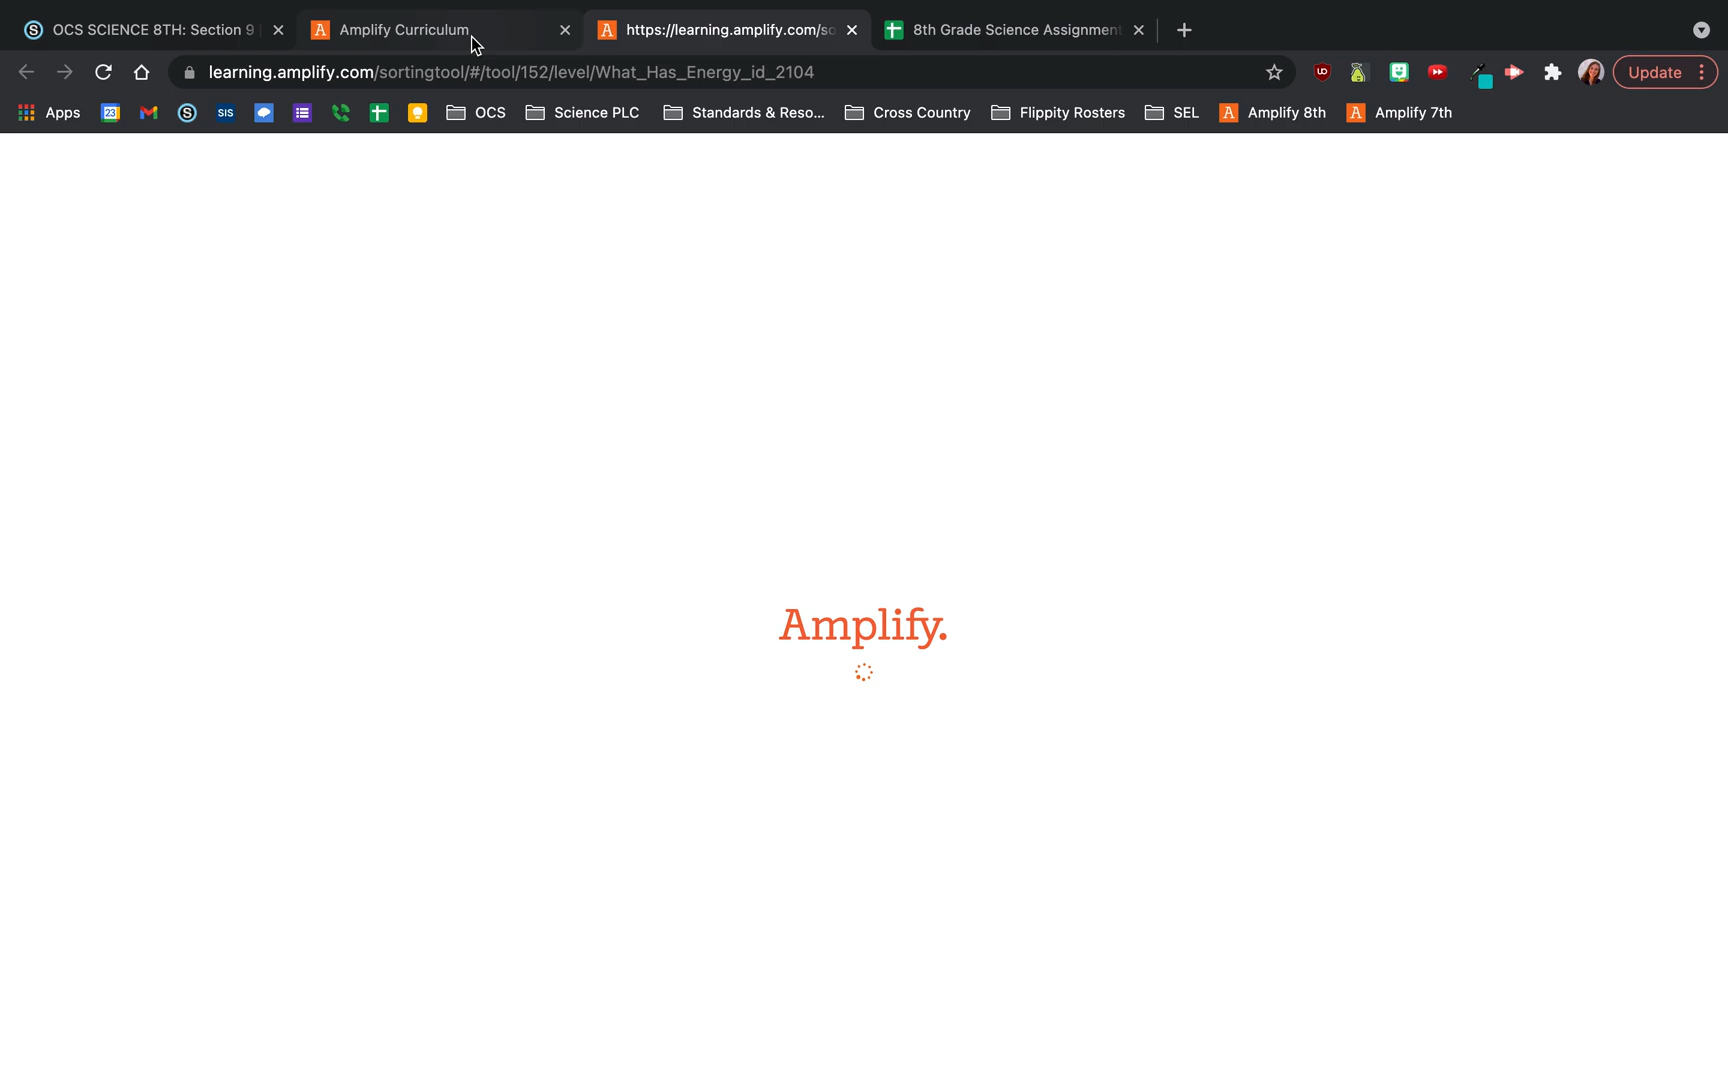 OCS SCIENCE 8TH: Section 9
Amplify Curriculum
https://learning.amplify.com/so
8th Grade Science Assignment
learning.amplify.com/sortingtool/#/tool/152/level/What_Has_Energy_id_2104
Update
Apps
23
SIS
OCS
Science PLC
Standards & Reso...
Cross Country
Flippity Rosters
SEL
Amplify 8th
Amplify 7th
Amplify.